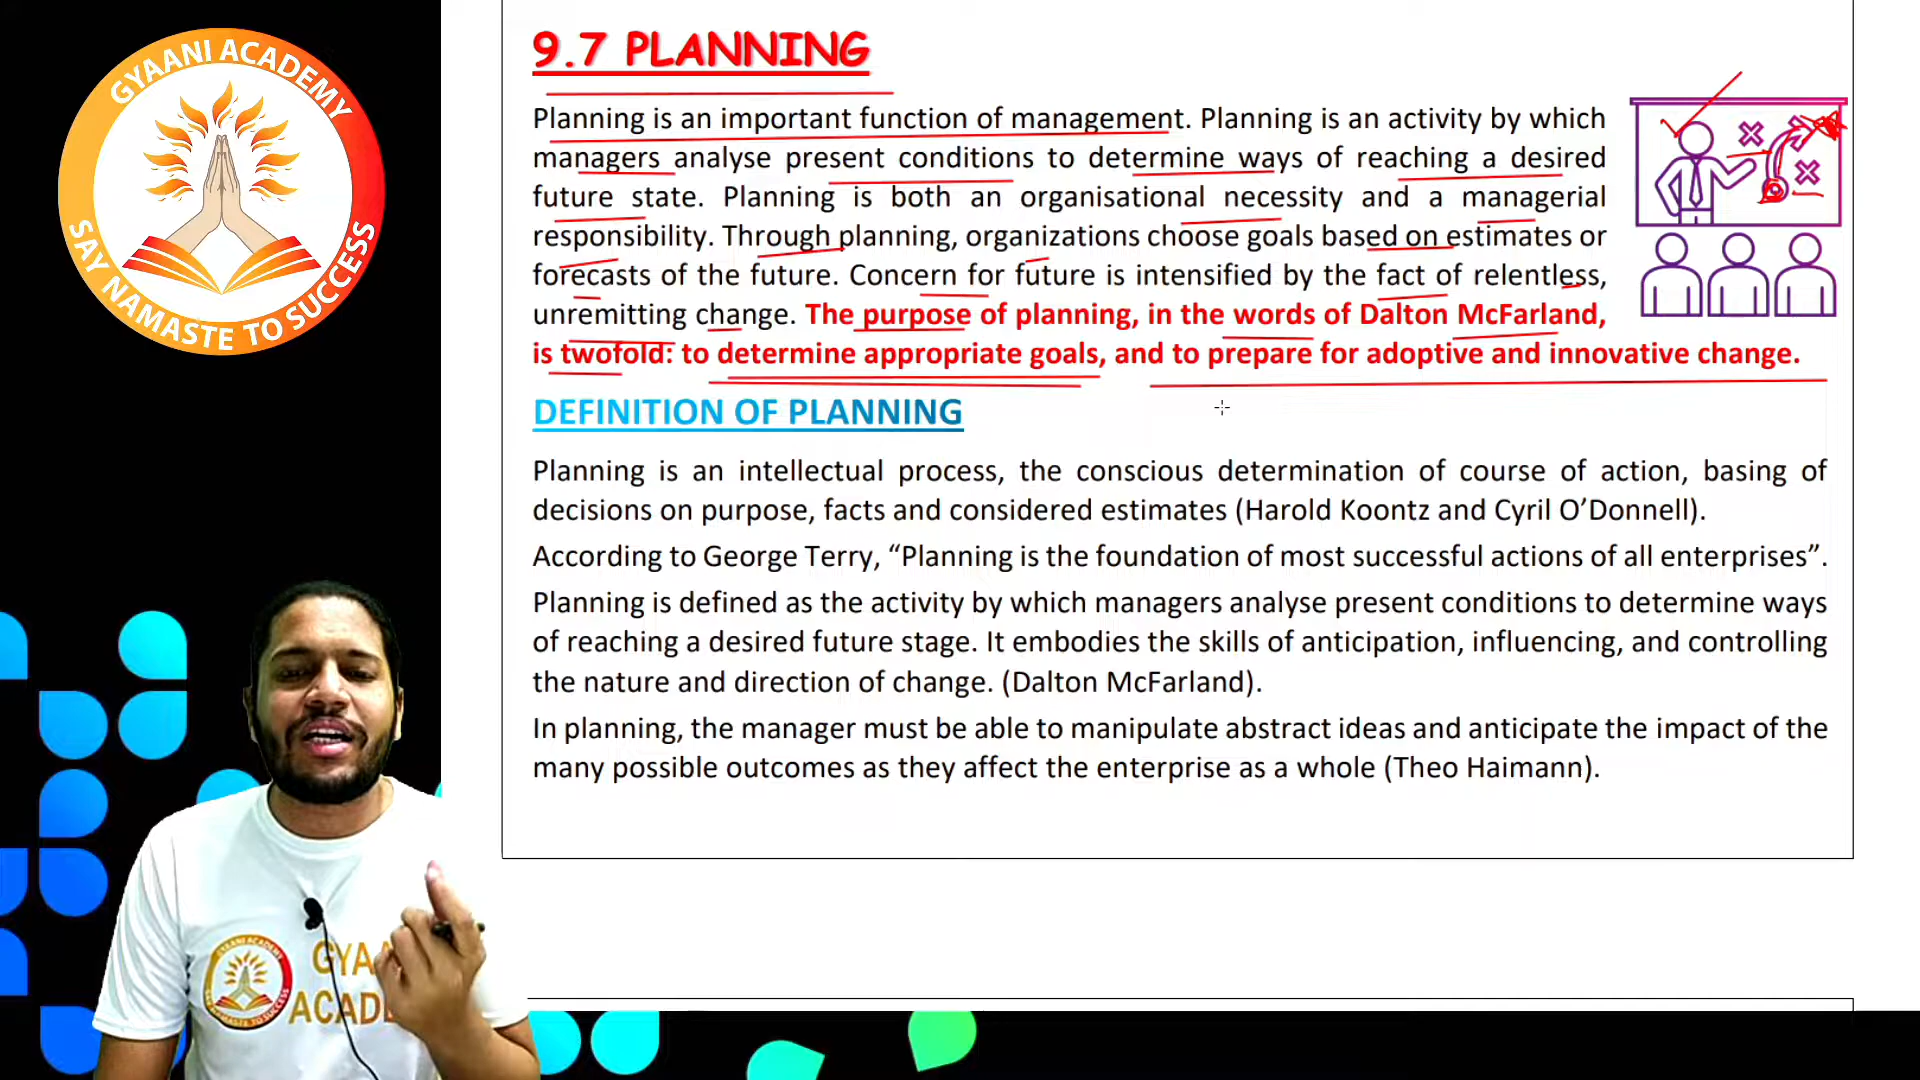 GYAANI ACADEMY
SAY NAMASTE TO SUCCESS
9.7 PLANNING
Planning is an important function of management. Planning is an activity by which
managers analyse present conditions to determine ways of reaching a desired
future state. Planning is both an organisational necessity and a managerial
responsibility. Through planning, organizations choose goals based on estimates or
forecasts of the future. Concern for future is intensified by the fact of relentless,
unremitting change. The purpose of planning, in the words of Dalton McFarland,
is twofold: to determine appropriate goals, and to prepare for adoptive and innovative change.
DEFINITION OF PLANNING
Planning is an intellectual process, the conscious determination of course of action, basing of
decisions on purpose, facts and considered estimates (Harold Koontz and Cyril O’Donnell).
According to George Terry, “Planning is the foundation of most successful actions of all enterprises”.
Planning is defined as the activity by which managers analyse present conditions to determine ways
of reaching a desired future stage. It embodies the skills of anticipation, influencing, and controlling
the nature and direction of change. (Dalton McFarland).
In planning, the manager must be able to manipulate abstract ideas and anticipate the impact of the
many possible outcomes as they affect the enterprise as a whole (Theo Haimann).